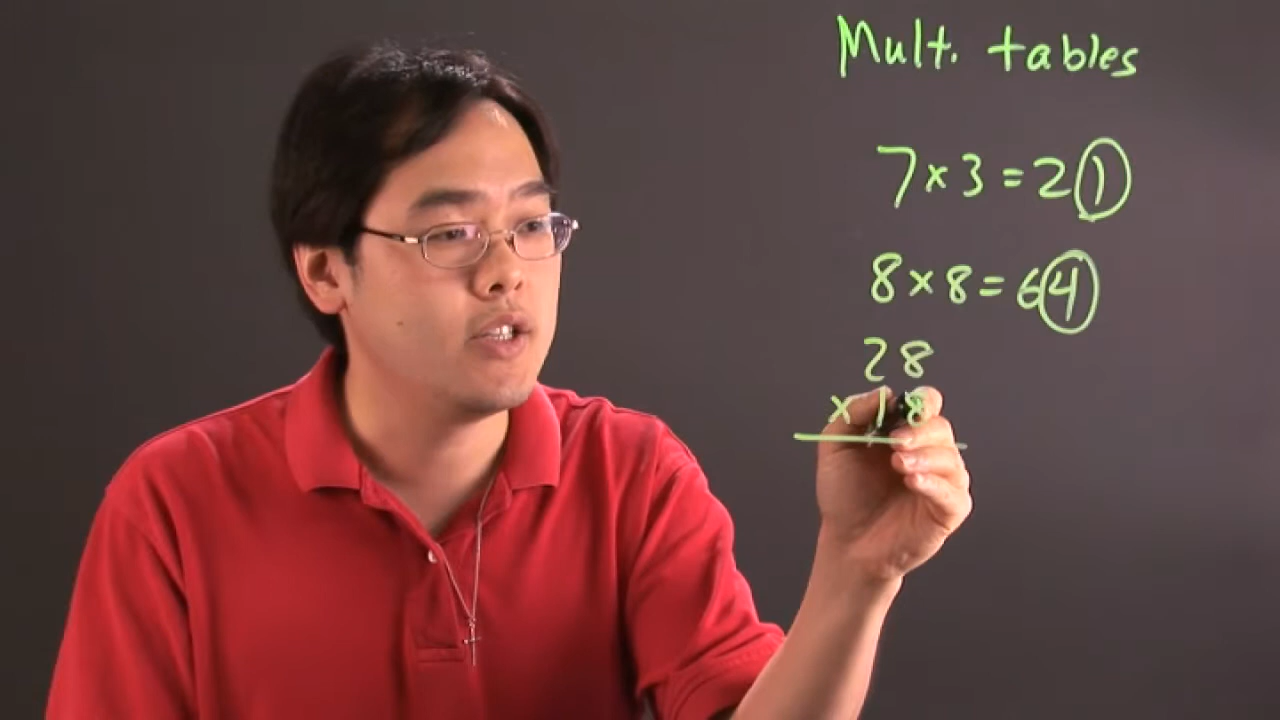 Mult. tables
7 × 3 = 21
8 × 8 = 64
28
× 18